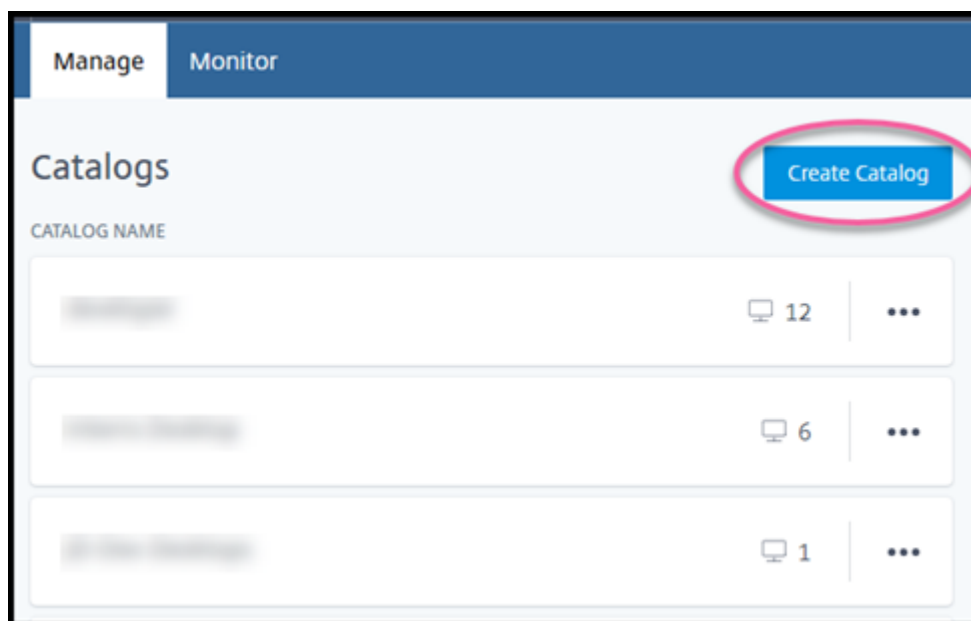 Manage Monitor
Catalogs
Create Catalog
CATALOG NAME
12
6
1